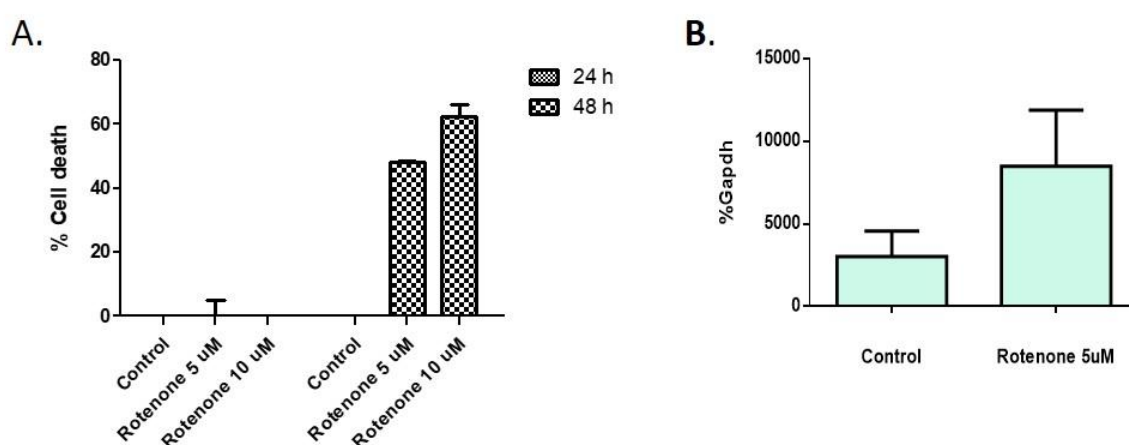 A.
% Cell death
80
60
40
20
0
Control
Rotenone 5 uM
Rotenone 10 uM
Control
Rotenone 5 uM
Rotenone 10 uM
24 h
48 h
B.
%Gapdh
15000
10000
5000
0
Control
Rotenone 5uM